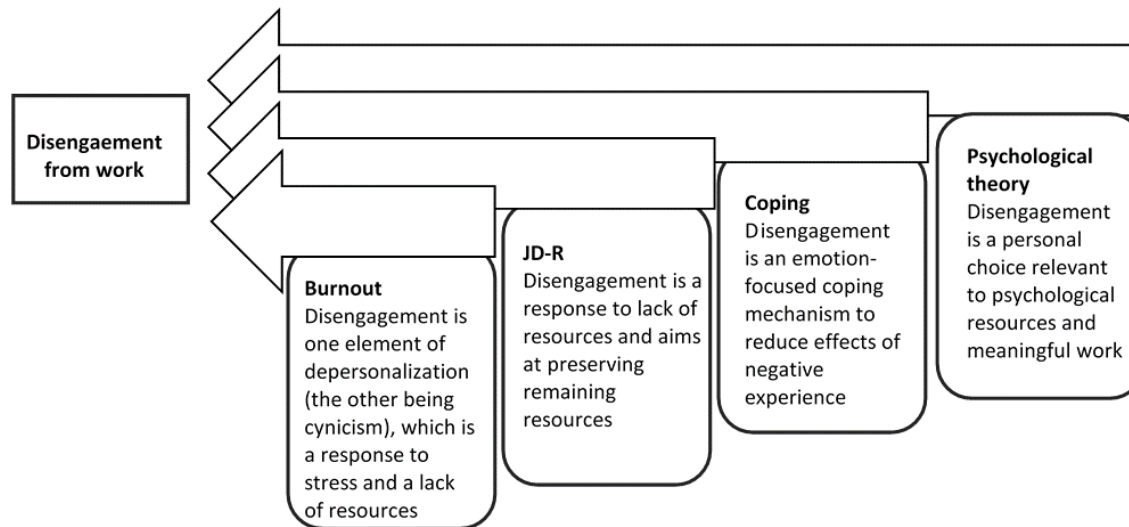 Disengaement
from work
Burnout
Disengagement is
one element of
depersonalization
(the other being
cynicism), which is
a response to
stress and a lack
of resources
JD-R
Disengagement is a
response to lack of
resources and aims
at preserving
remaining
resources
Coping
Disengagement
is an emotion-
focused coping
mechanism to
reduce effects of
negative
experience
Psychological
theory
Disengagement
is a personal
choice relevant
to psychological
resources and
meaningful work